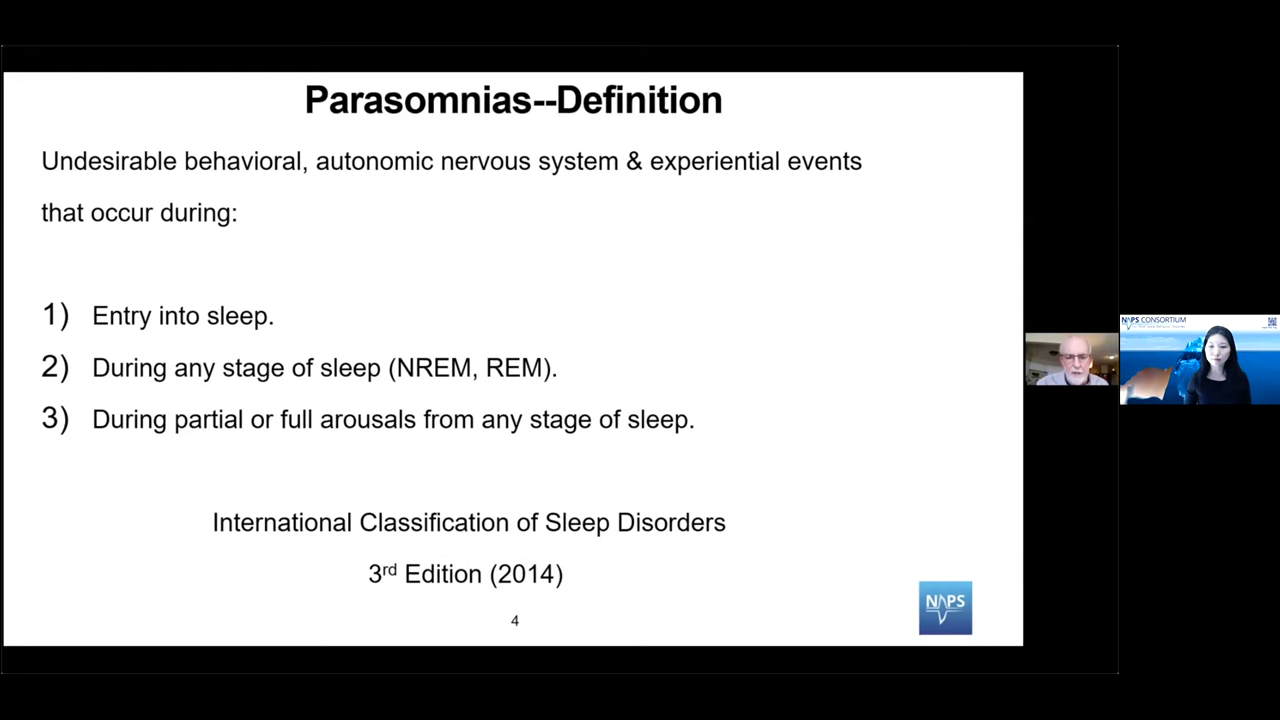 Parasomnias--Definition
Undesirable behavioral, autonomic nervous system & experiential events
that occur during:
1) Entry into sleep.
2) During any stage of sleep (NREM, REM).
3) During partial or full arousals from any stage of sleep.
International Classification of Sleep Disorders
3rd Edition (2014)
4
NAPS
NAPS CONSORTIUM